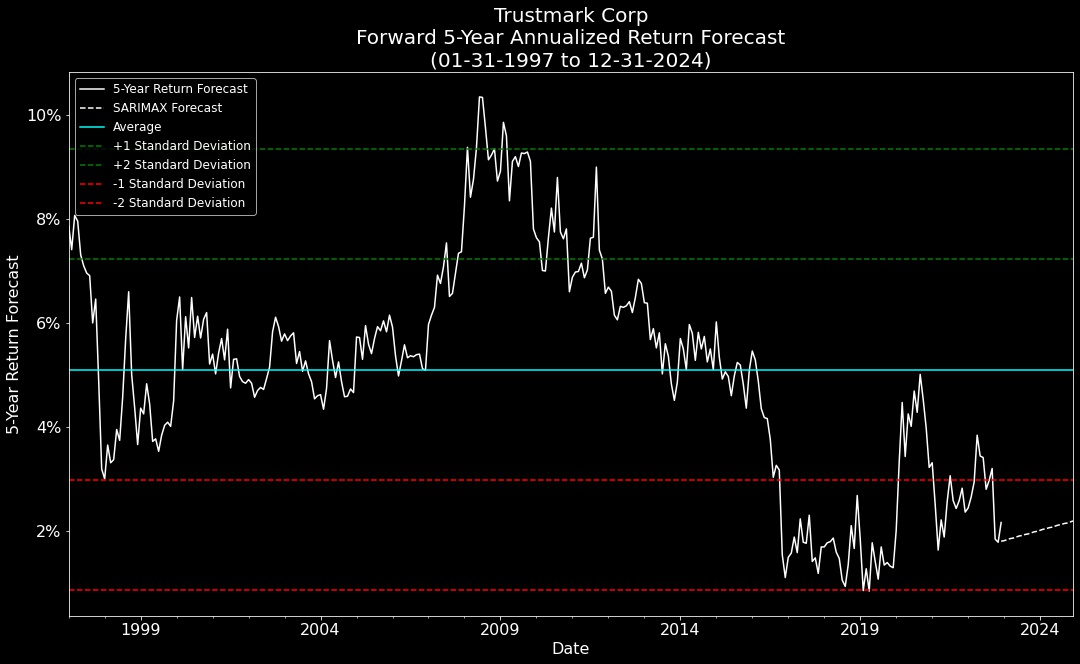 Trustmark Corp
Forward 5-Year Annualized Return Forecast
(01-31-1997 to 12-31-2024)
5-Year Return Forecast
SARIMAX Forecast
Average
+1 Standard Deviation
+2 Standard Deviation
-1 Standard Deviation
-2 Standard Deviation
10%
8%
6%
4%
2%
5-Year Return Forecast
1999
2004
2009
2014
2019
2024
Date